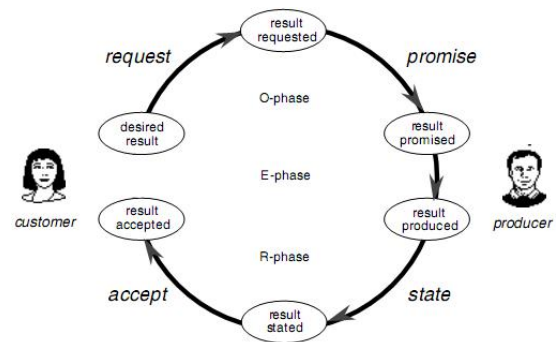 result
requested
request
promise
O-phase
desired
result
result
promised
E-phase
customer
result
accepted
result
produced
producer
R-phase
accept
state
result
stated